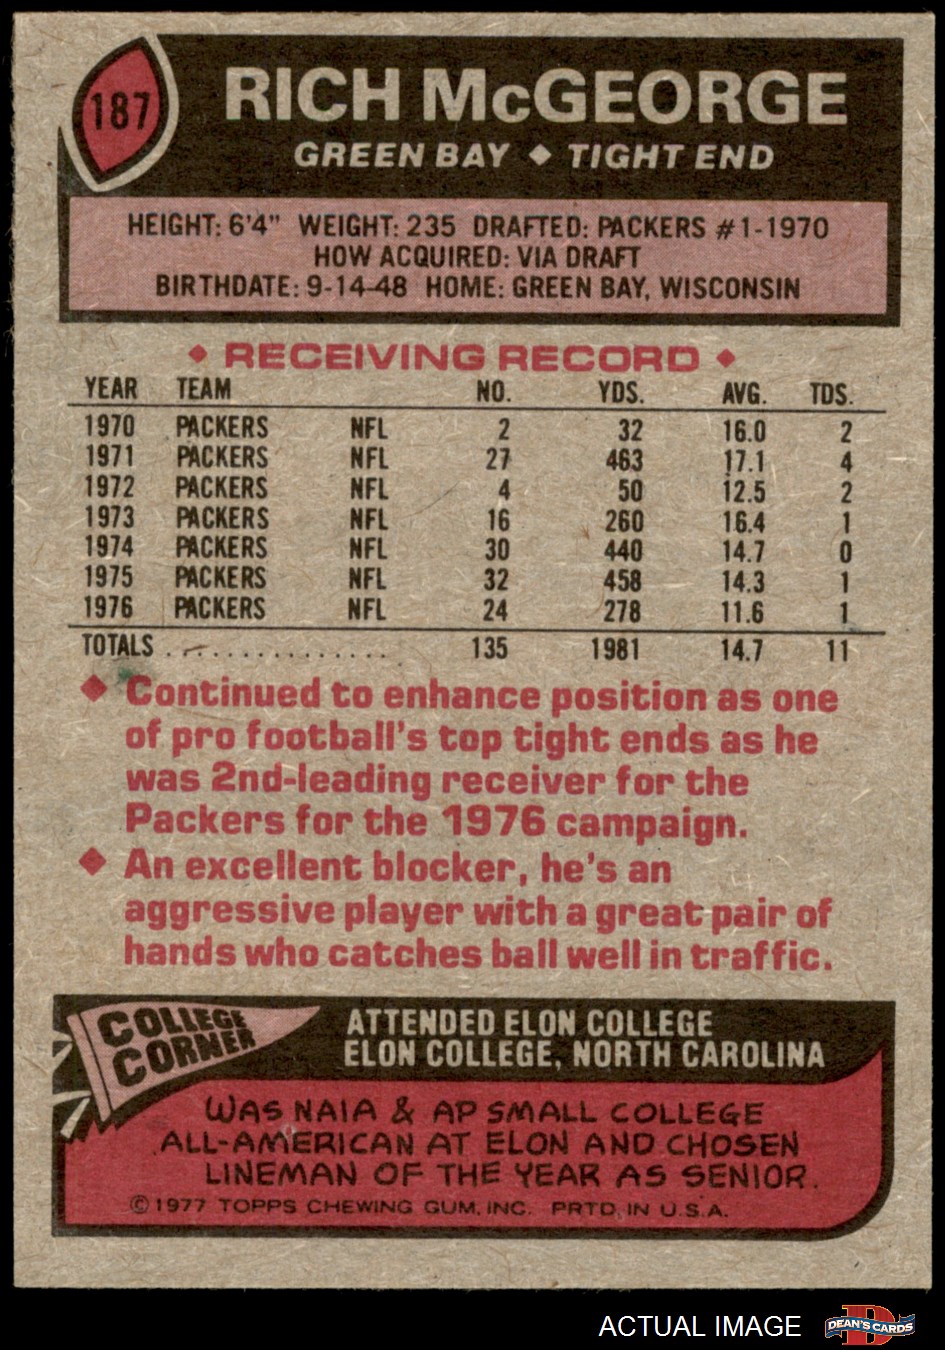 187
RICH McGEORGE
GREEN BAY ◆ TIGHT END
HEIGHT: 6'4" WEIGHT: 235 DRAFTED: PACKERS #1-1970
HOW ACQUIRED: VIA DRAFT
BIRTHDATE: 9-14-48 HOME: GREEN BAY, WISCONSIN
◆ RECEIVING RECORD ◆
YEAR TEAM NO. YDS. AVG. TDS.
1970 PACKERS NFL 2 32 16.0 2
1971 PACKERS NFL 27 463 17.1 4
1972 PACKERS NFL 4 50 12.5 2
1973 PACKERS NFL 16 260 16.4 1
1974 PACKERS NFL 30 440 14.7 0
1975 PACKERS NFL 32 458 14.3 1
1976 PACKERS NFL 24 278 11.6 1
TOTALS . . . . . . . . . . . . . . . 135 1981 14.7 11
◆ Continued to enhance position as one
of pro football's top tight ends as he
was 2nd-leading receiver for the
Packers for the 1976 campaign.
◆ An excellent blocker, he's an
aggressive player with a great pair of
hands who catches ball well in traffic.
COLLEGE
CORNER
ATTENDED ELON COLLEGE
ELON COLLEGE, NORTH CAROLINA
WAS NAIA & AP SMALL COLLEGE
ALL-AMERICAN AT ELON AND CHOSEN
LINEMAN OF THE YEAR AS SENIOR.
©1977 TOPPS CHEWING GUM, INC. PRTD. IN U.S.A.
ACTUAL IMAGE
DEAN'S CARDS